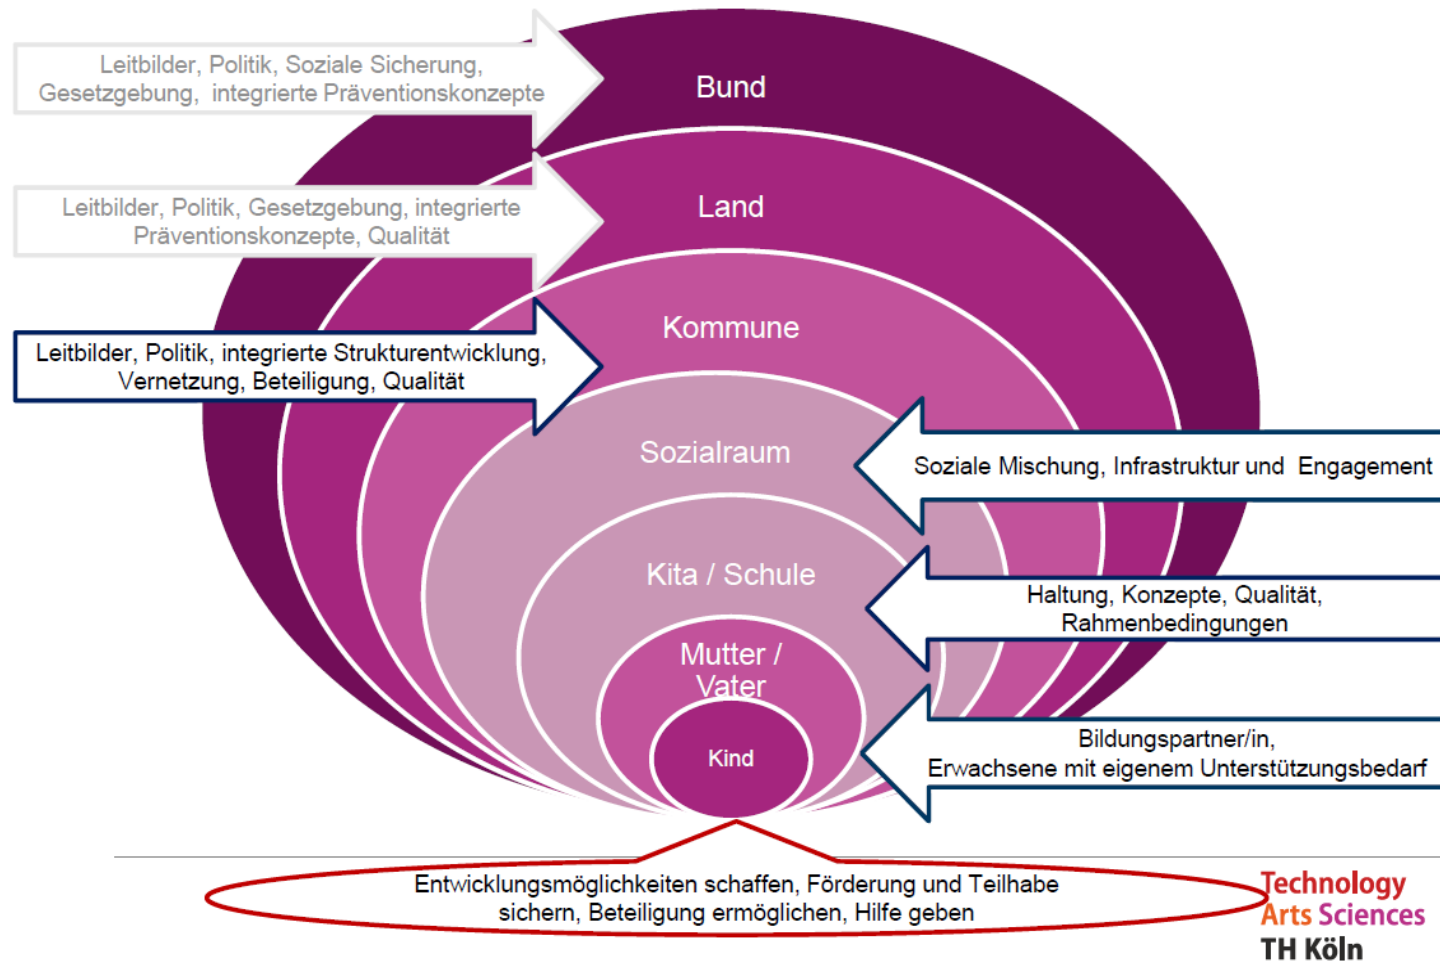 Leitbilder, Politik, Soziale Sicherung,
Gesetzgebung, integrierte Präventionskonzepte
Bund
Leitbilder, Politik, Gesetzgebung, integrierte
Präventionskonzepte, Qualität
Land
Kommune
Leitbilder, Politik, integrierte Strukturentwicklung,
Vernetzung, Beteiligung, Qualität
Sozialraum
Soziale Mischung, Infrastruktur und Engagement
Kita / Schule
Haltung, Konzepte, Qualität,
Rahmenbedingungen
Mutter /
Vater
Kind
Bildungspartner/in,
Erwachsene mit eigenem Unterstützungsbedarf
Entwicklungsmöglichkeiten schaffen, Förderung und Teilhabe
sichern, Beteiligung ermöglichen, Hilfe geben
Technology
Arts Sciences
TH Köln